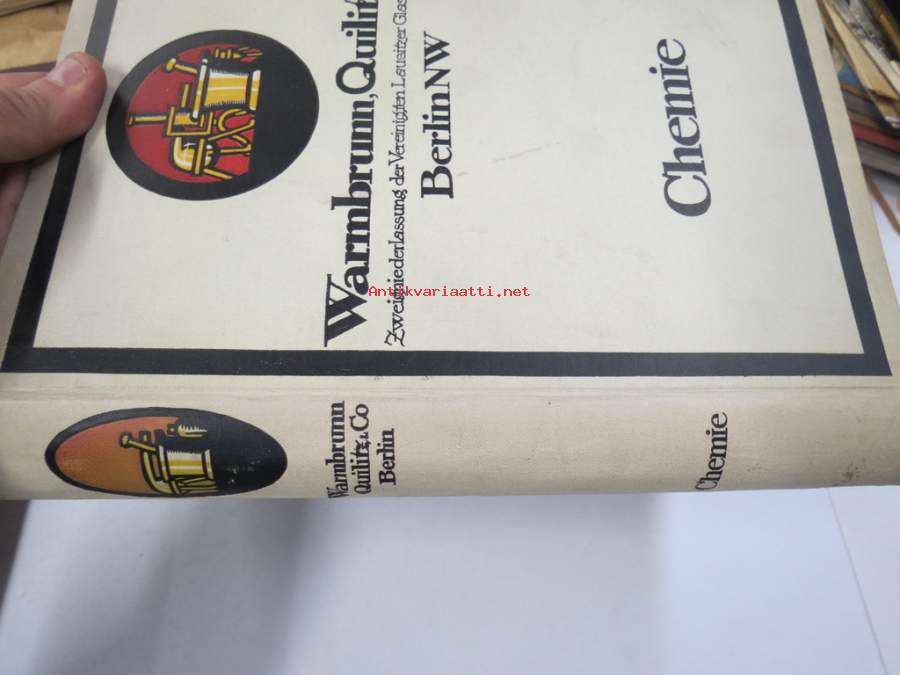 Warmbrunn, Quilitz
Zweigniederlassung der Vereinigten Lausitzer Glas
Berlin NW
Chemie
Antikvariaatti.net
Warmbrunn
Quilitz & Co
Berlin
Chemie